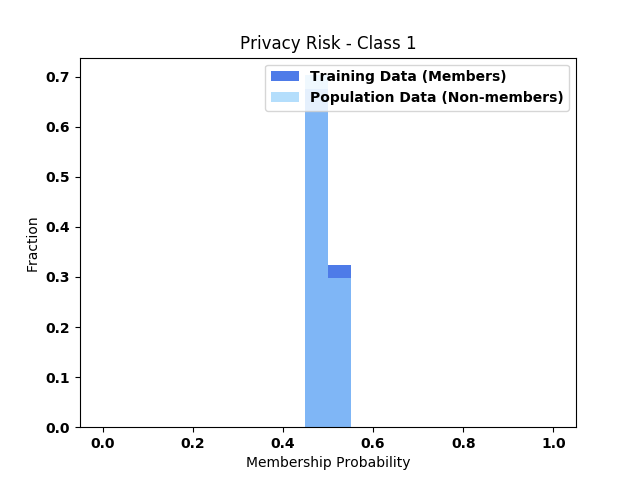 Privacy Risk - Class 1
Training Data (Members)
Population Data (Non-members)
0.7
0.6
0.5
0.4
0.3
0.2
0.1
0.0
Fraction
0.0 0.2 0.4 0.6 0.8 1.0
Membership Probability